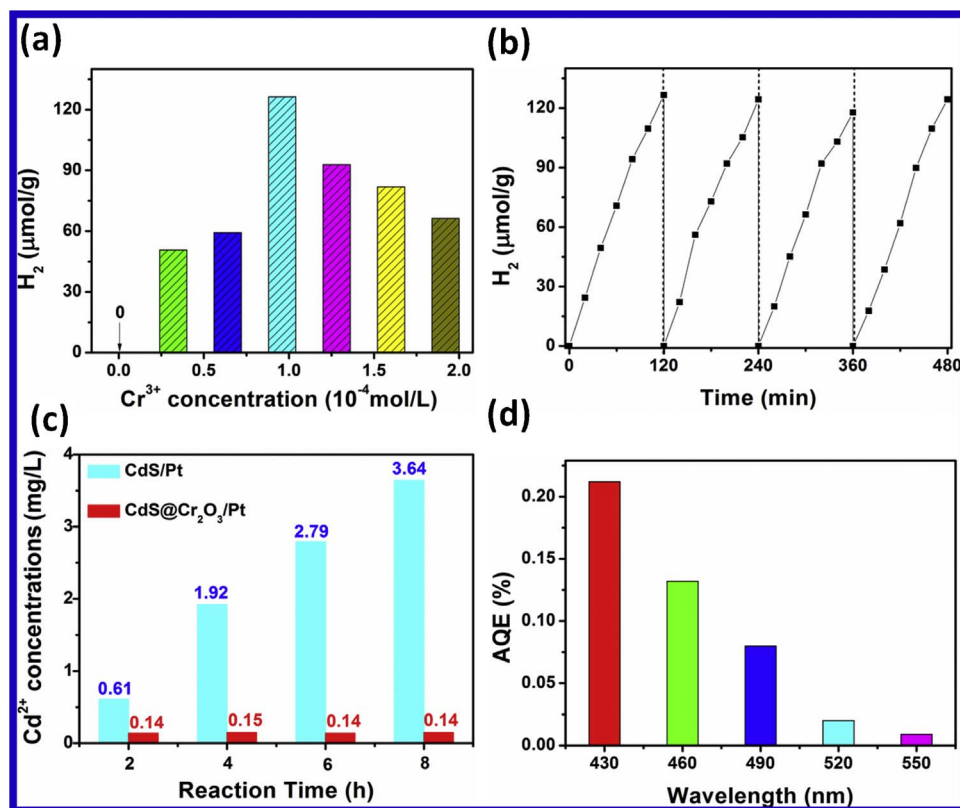 (a)
H₂ (μmol/g)
120
90
60
30
0
0
0.0 0.5 1.0 1.5 2.0
Cr³⁺ concentration (10⁻⁴mol/L)
(b)
H₂ (μmol/g)
120
90
60
30
0
0 120 240 360 480
Time (min)
(c)
Cd²⁺ concentrations (mg/L)
4
3
2
1
0
CdS/Pt
CdS@Cr₂O₃/Pt
0.61 0.14
1.92 0.15
2.79 0.14
3.64 0.14
2 4 6 8
Reaction Time (h)
(d)
AQE (%)
0.20
0.15
0.10
0.05
0.00
430 460 490 520 550
Wavelength (nm)